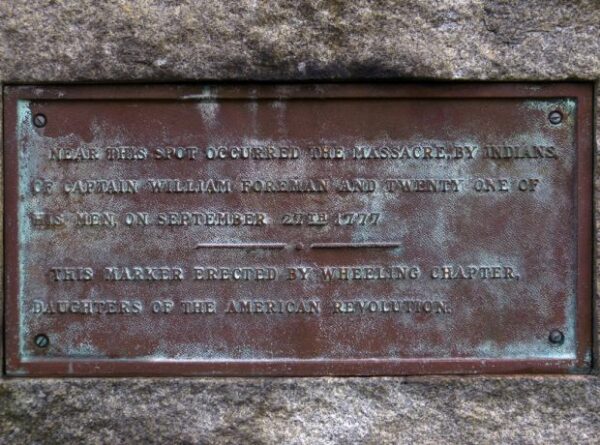 NEAR THIS SPOT OCCURRED THE MASSACRE, BY INDIANS,
OF CAPTAIN WILLIAM FOREMAN AND TWENTY ONE OF
HIS MEN, ON SEPTEMBER 27TH 1777
THIS MARKER ERECTED BY WHEELING CHAPTER,
DAUGHTERS OF THE AMERICAN REVOLUTION.